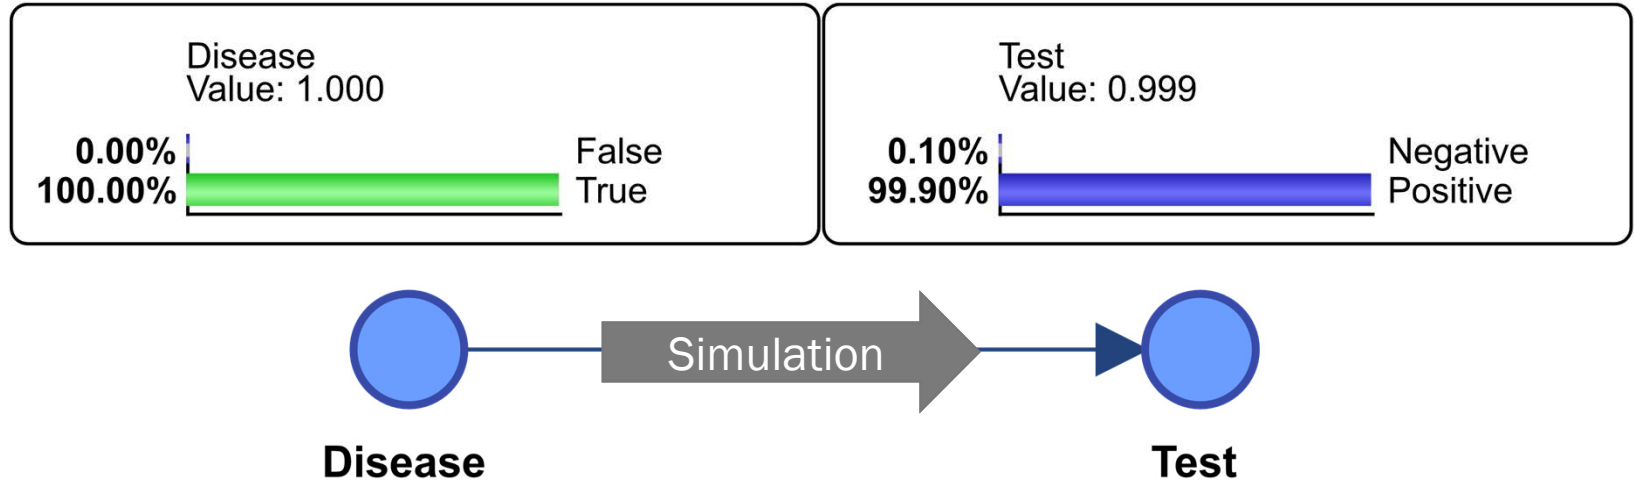 Disease
Value: 1.000
0.00% False
100.00% True
Test
Value: 0.999
0.10% Negative
99.90% Positive
Simulation
Disease
Test